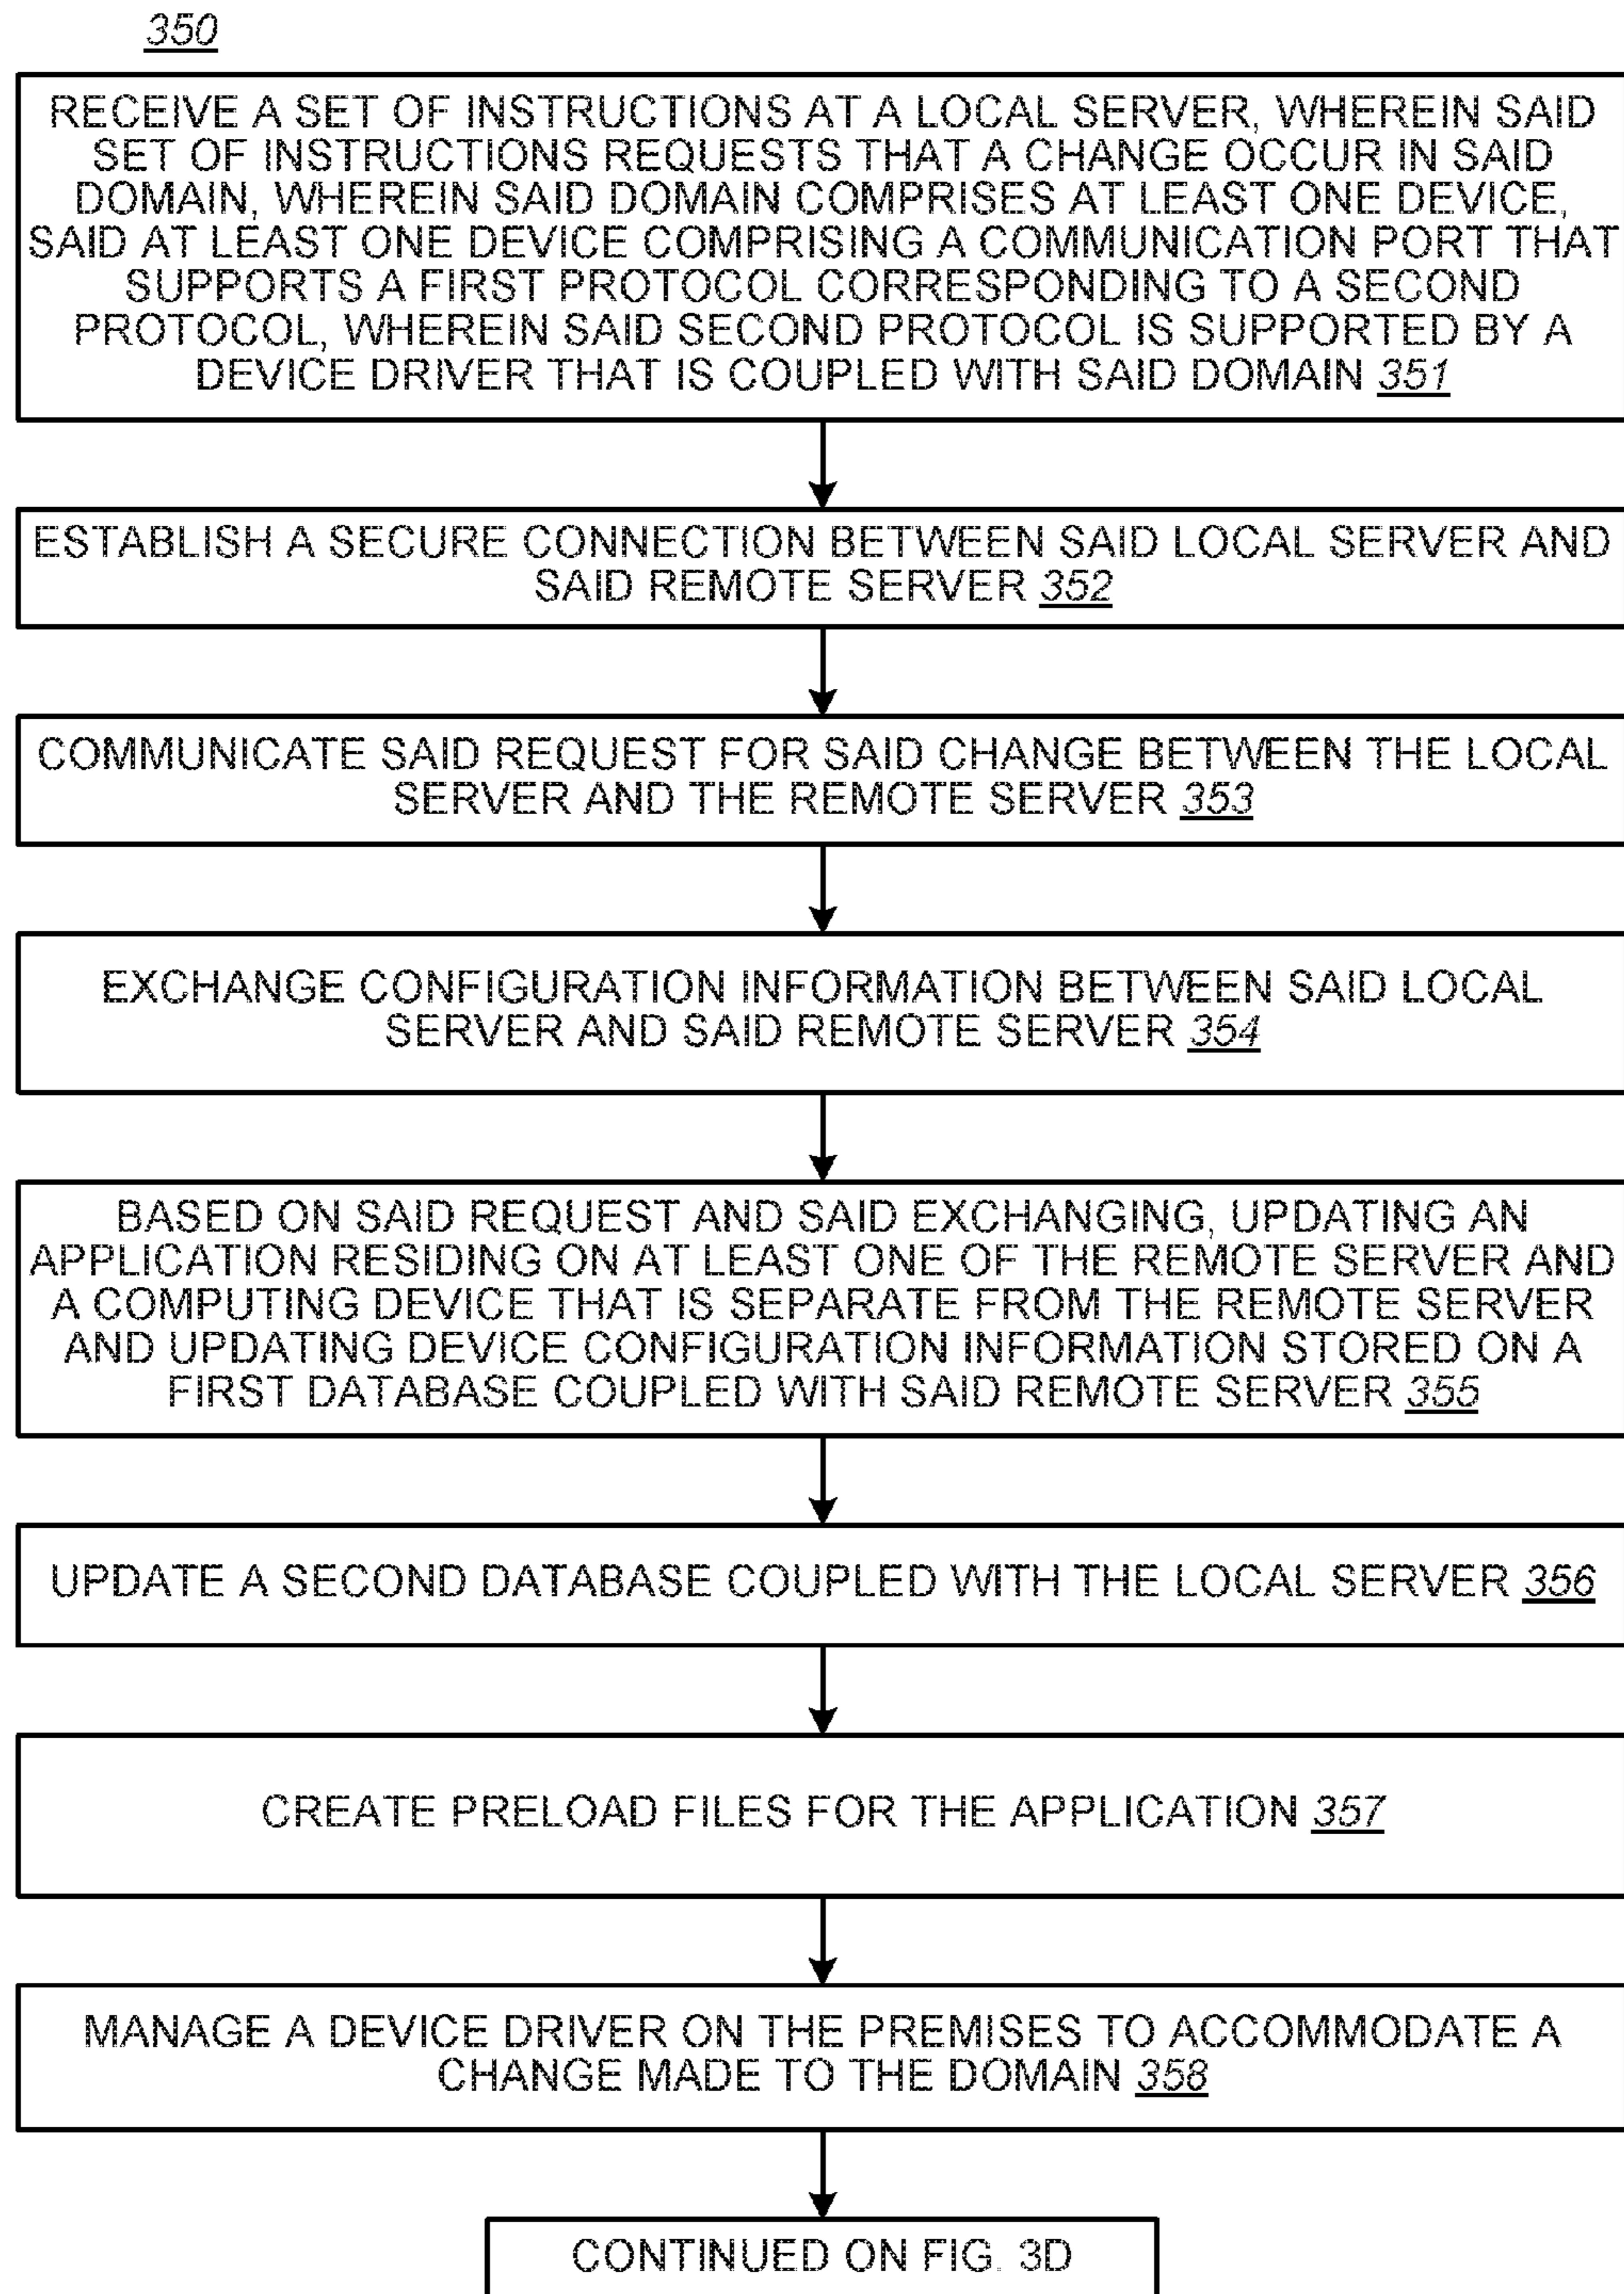 350
RECEIVE A SET OF INSTRUCTIONS AT A LOCAL SERVER, WHEREIN SAID
SET OF INSTRUCTIONS REQUESTS THAT A CHANGE OCCUR IN SAID
DOMAIN, WHEREIN SAID DOMAIN COMPRISES AT LEAST ONE DEVICE,
SAID AT LEAST ONE DEVICE COMPRISING A COMMUNICATION PORT THAT
SUPPORTS A FIRST PROTOCOL CORRESPONDING TO A SECOND
PROTOCOL, WHEREIN SAID SECOND PROTOCOL IS SUPPORTED BY A
DEVICE DRIVER THAT IS COUPLED WITH SAID DOMAIN 351
ESTABLISH A SECURE CONNECTION BETWEEN SAID LOCAL SERVER AND
SAID REMOTE SERVER 352
COMMUNICATE SAID REQUEST FOR SAID CHANGE BETWEEN THE LOCAL
SERVER AND THE REMOTE SERVER 353
EXCHANGE CONFIGURATION INFORMATION BETWEEN SAID LOCAL
SERVER AND SAID REMOTE SERVER 354
BASED ON SAID REQUEST AND SAID EXCHANGING, UPDATING AN
APPLICATION RESIDING ON AT LEAST ONE OF THE REMOTE SERVER AND
A COMPUTING DEVICE THAT IS SEPARATE FROM THE REMOTE SERVER
AND UPDATING DEVICE CONFIGURATION INFORMATION STORED ON A
FIRST DATABASE COUPLED WITH SAID REMOTE SERVER 355
UPDATE A SECOND DATABASE COUPLED WITH THE LOCAL SERVER 356
CREATE PRELOAD FILES FOR THE APPLICATION 357
MANAGE A DEVICE DRIVER ON THE PREMISES TO ACCOMMODATE A
CHANGE MADE TO THE DOMAIN 358
CONTINUED ON FIG. 3D